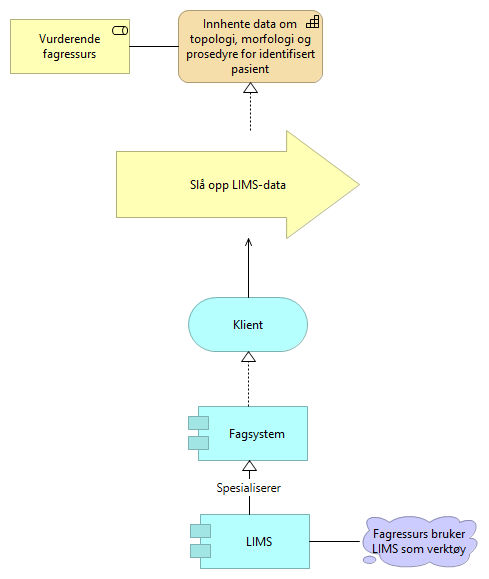 Vurderende
fagressurs
Innhente data om
topologi, morfologi og
prosedyre for identifisert
pasient
Slå opp LIMS-data
Klient
Fagsystem
Spesialiserer
LIMS
Fagressurs bruker
LIMS som verktøy